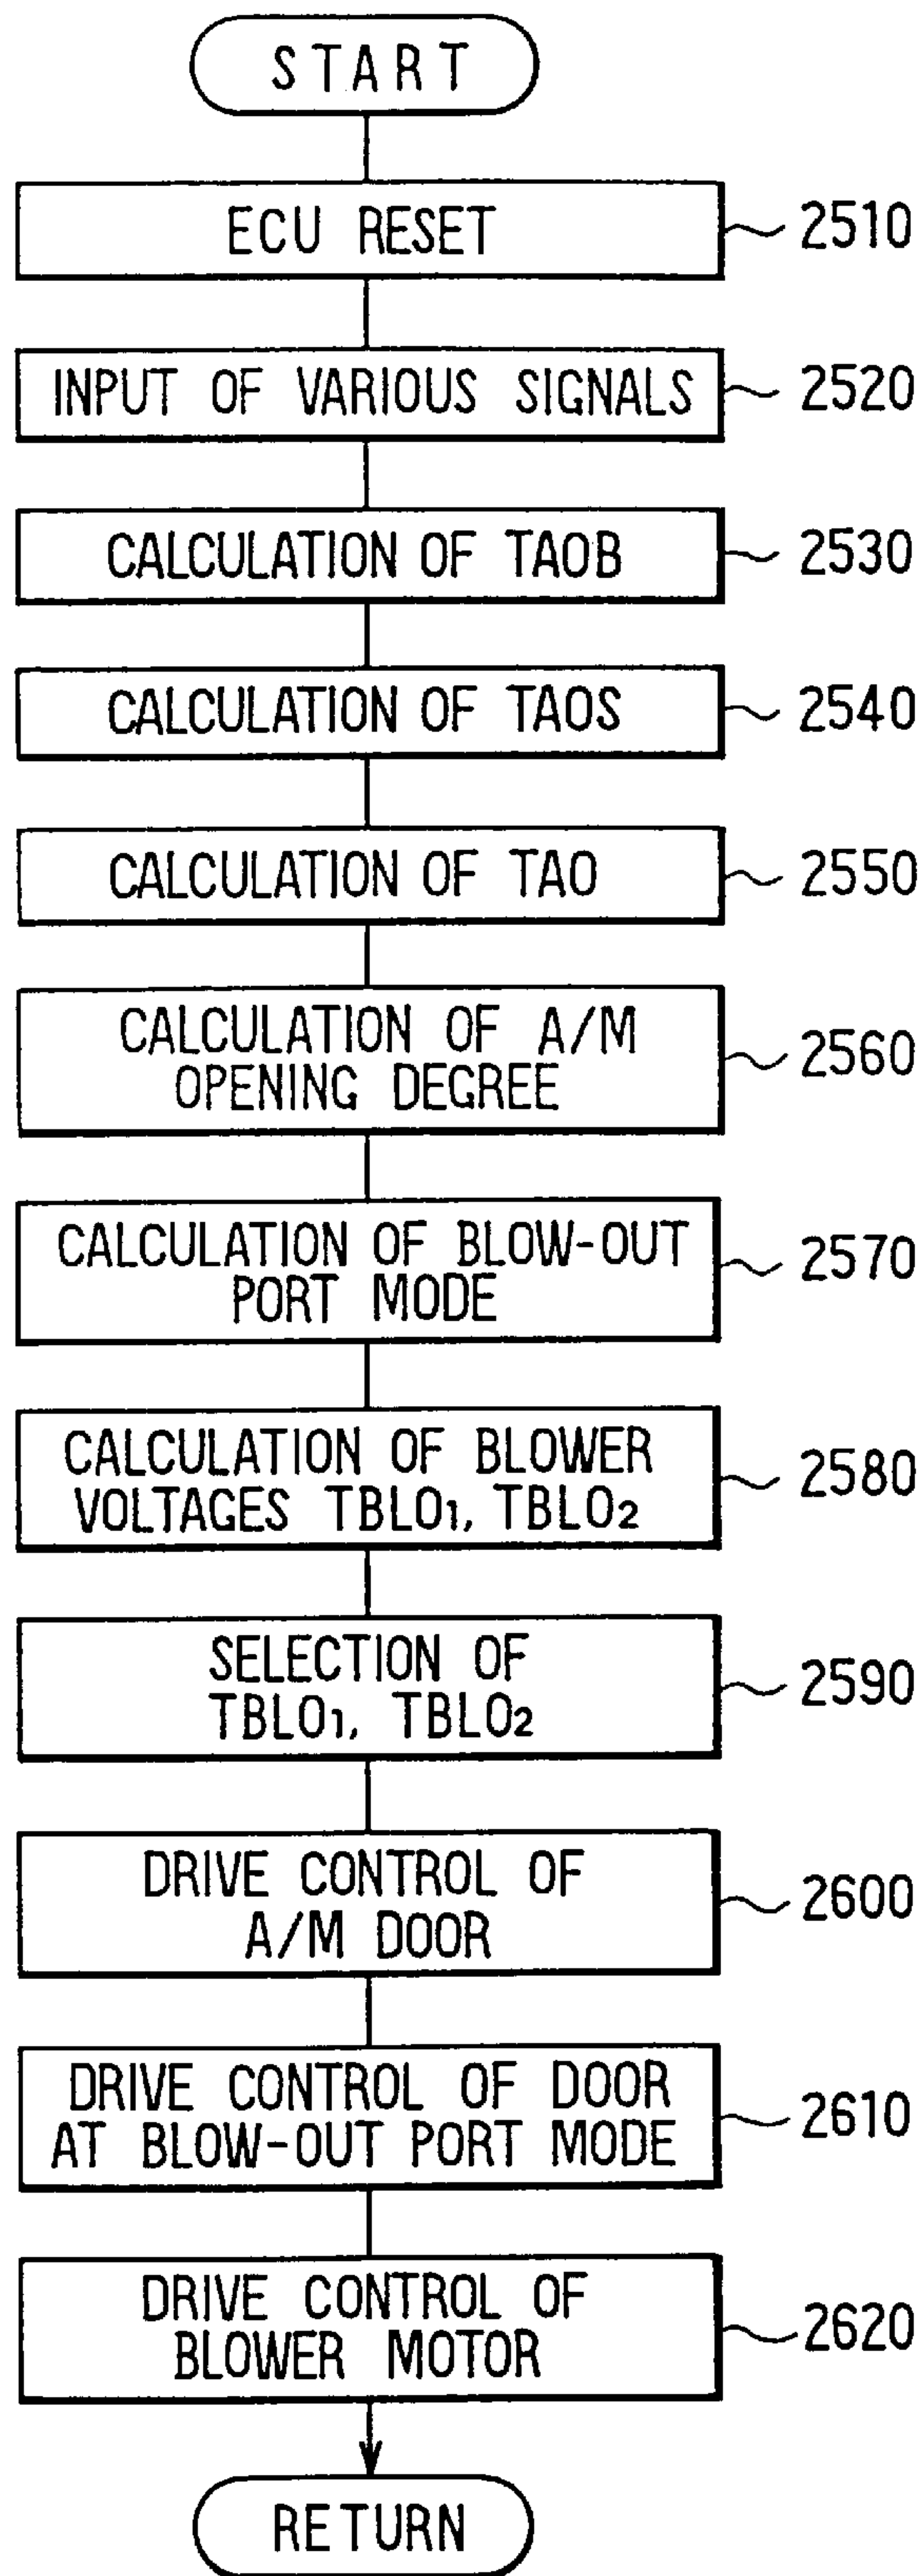 START
ECU RESET
2510
INPUT OF VARIOUS SIGNALS
2520
CALCULATION OF TAOB
2530
CALCULATION OF TAOS
2540
CALCULATION OF TAO
2550
CALCULATION OF A/M
OPENING DEGREE
2560
CALCULATION OF BLOW-OUT
PORT MODE
2570
CALCULATION OF BLOWER
VOLTAGES TBLO₁, TBLO₂
2580
SELECTION OF
TBLO₁, TBLO₂
2590
DRIVE CONTROL OF
A/M DOOR
2600
DRIVE CONTROL OF DOOR
AT BLOW-OUT PORT MODE
2610
DRIVE CONTROL OF
BLOWER MOTOR
2620
RETURN